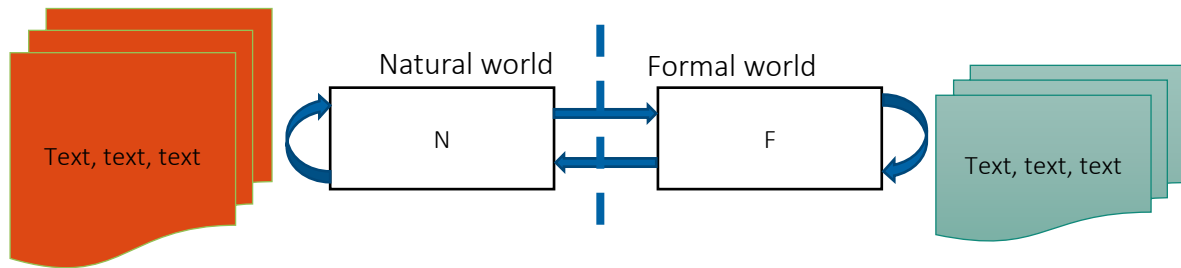 Natural world
Formal world
Text, text, text
N
F
Text, text, text